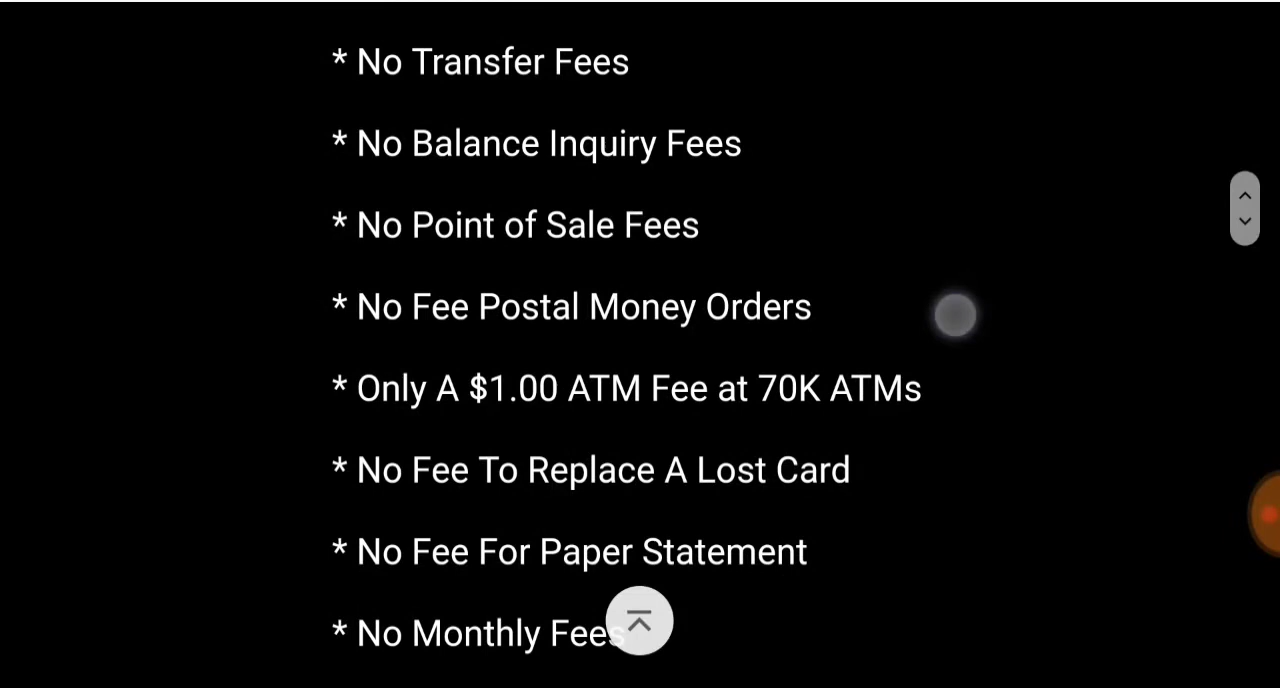 * No Transfer Fees
* No Balance Inquiry Fees
* No Point of Sale Fees
* No Fee Postal Money Orders
* Only A $1.00 ATM Fee at 70K ATMs
* No Fee To Replace A Lost Card
* No Fee For Paper Statement
* No Monthly Fees